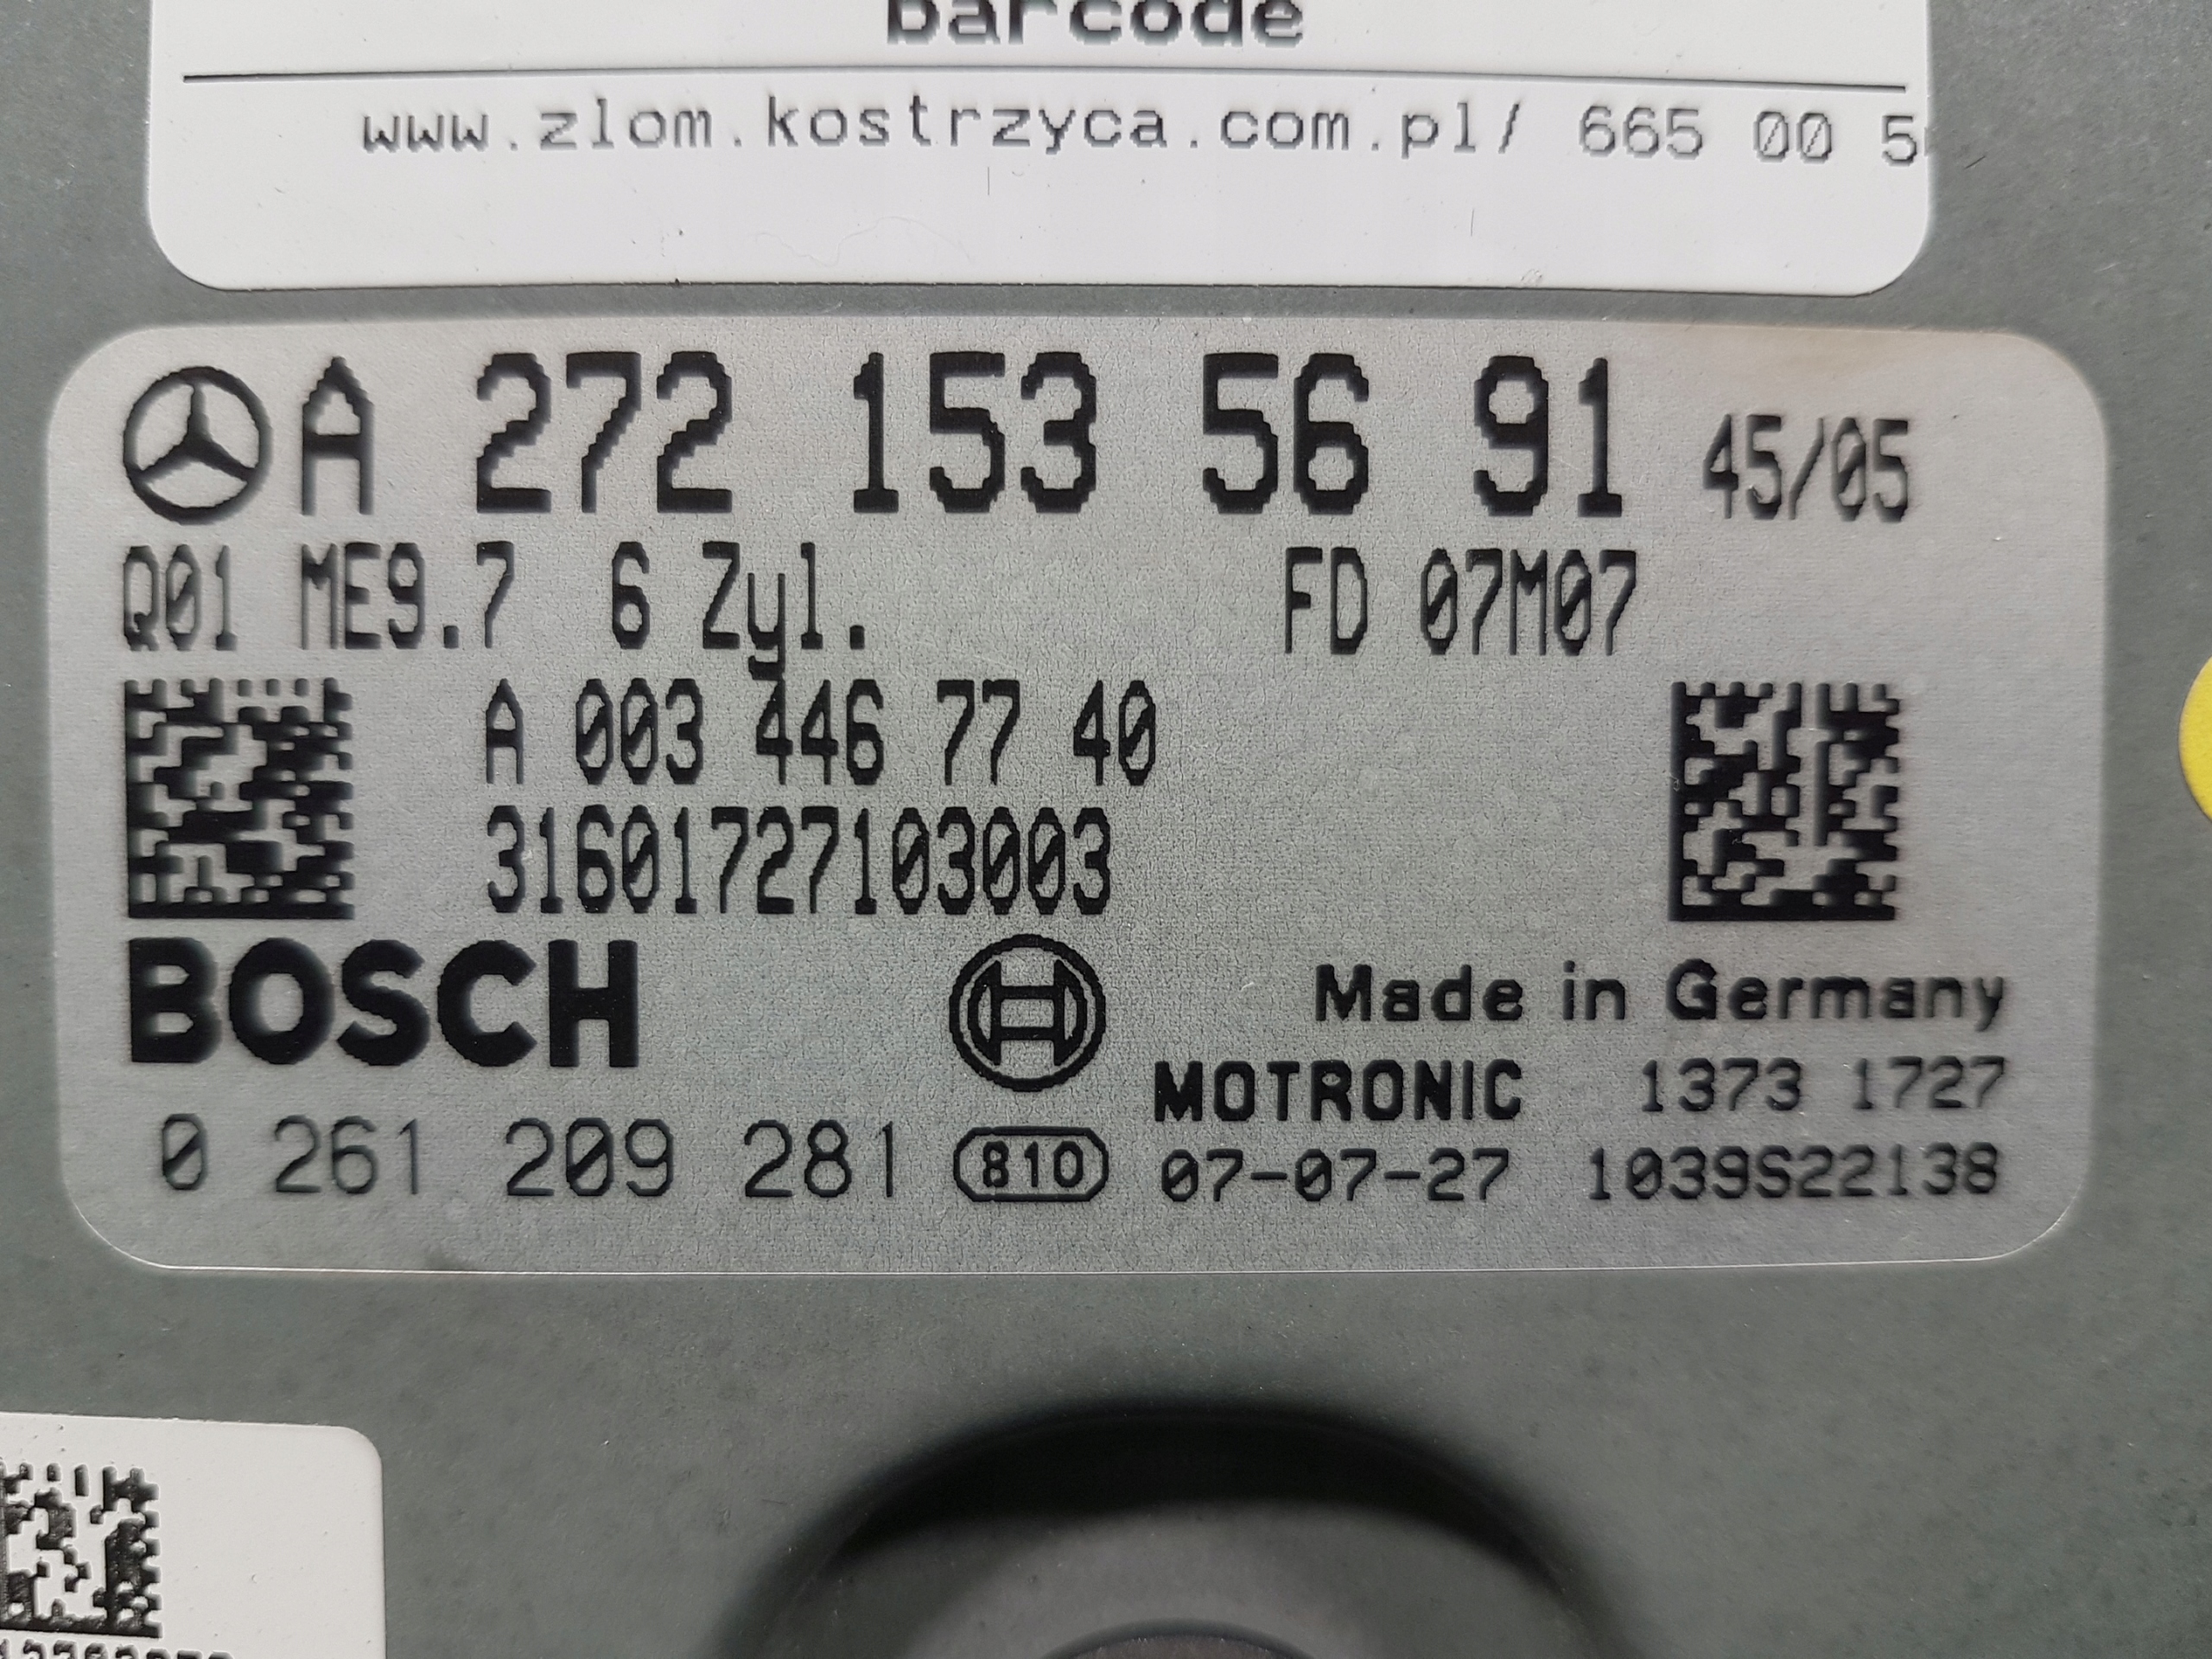 barcode
www.zlom.kostrzyca.com.pl/ 665 00 5
A 272 153 56 91 45/05
Q01 ME9.7 6 Zyl. FD 07M07
A 003 446 77 40
31601727103003
BOSCH
Made in Germany
MOTRONIC 1373 1727
0 261 209 281 810 07-07-27 1039S22138